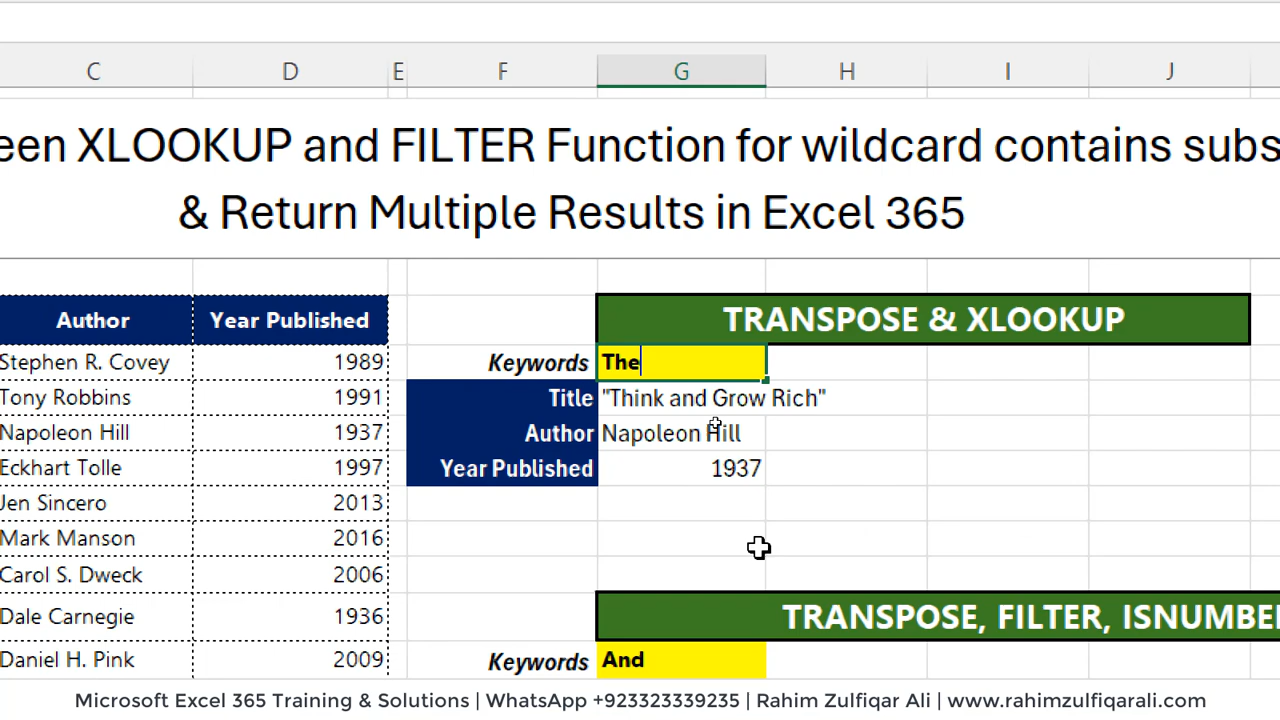 C D E F G H I J
een XLOOKUP and FILTER Function for wildcard contains subs
& Return Multiple Results in Excel 365
Author Year Published TRANSPOSE & XLOOKUP
Stephen R. Covey 1989 Keywords The
Tony Robbins 1991 Title "Think and Grow Rich"
Napoleon Hill 1937 Author Napoleon Hill
Eckhart Tolle 1997 Year Published 1937
Jen Sincero 2013
Mark Manson 2016
Carol S. Dweck 2006
Dale Carnegie 1936 TRANSPOSE, FILTER, ISNUMBE
Daniel H. Pink 2009 Keywords And
Microsoft Excel 365 Training & Solutions | WhatsApp +923323339235 | Rahim Zulfiqar Ali | www.rahimzulfiqarali.com